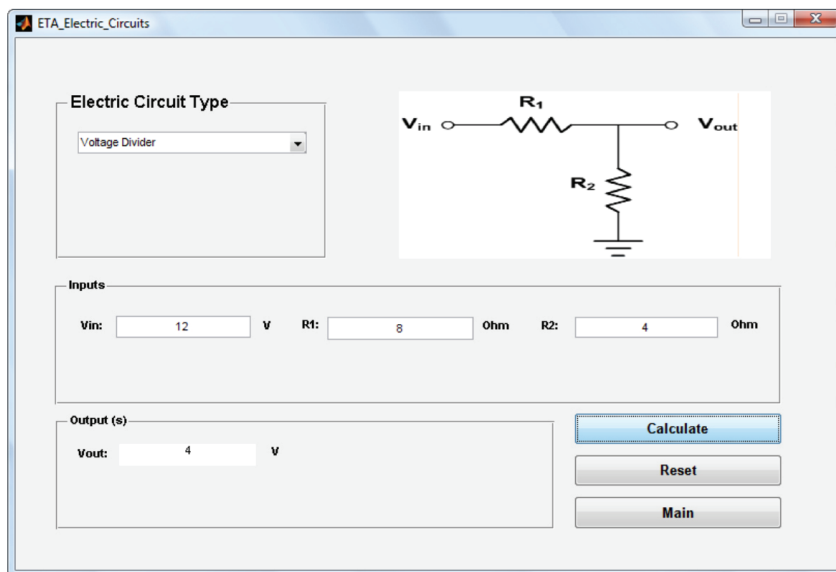 ETA_Electric_Circuits
Electric Circuit Type
Voltage Divider
R1
Vin
Vout
R2
Inputs
Vin: 12 V R1: 8 Ohm R2: 4 Ohm
Output (s)
Vout: 4 V
Calculate
Reset
Main